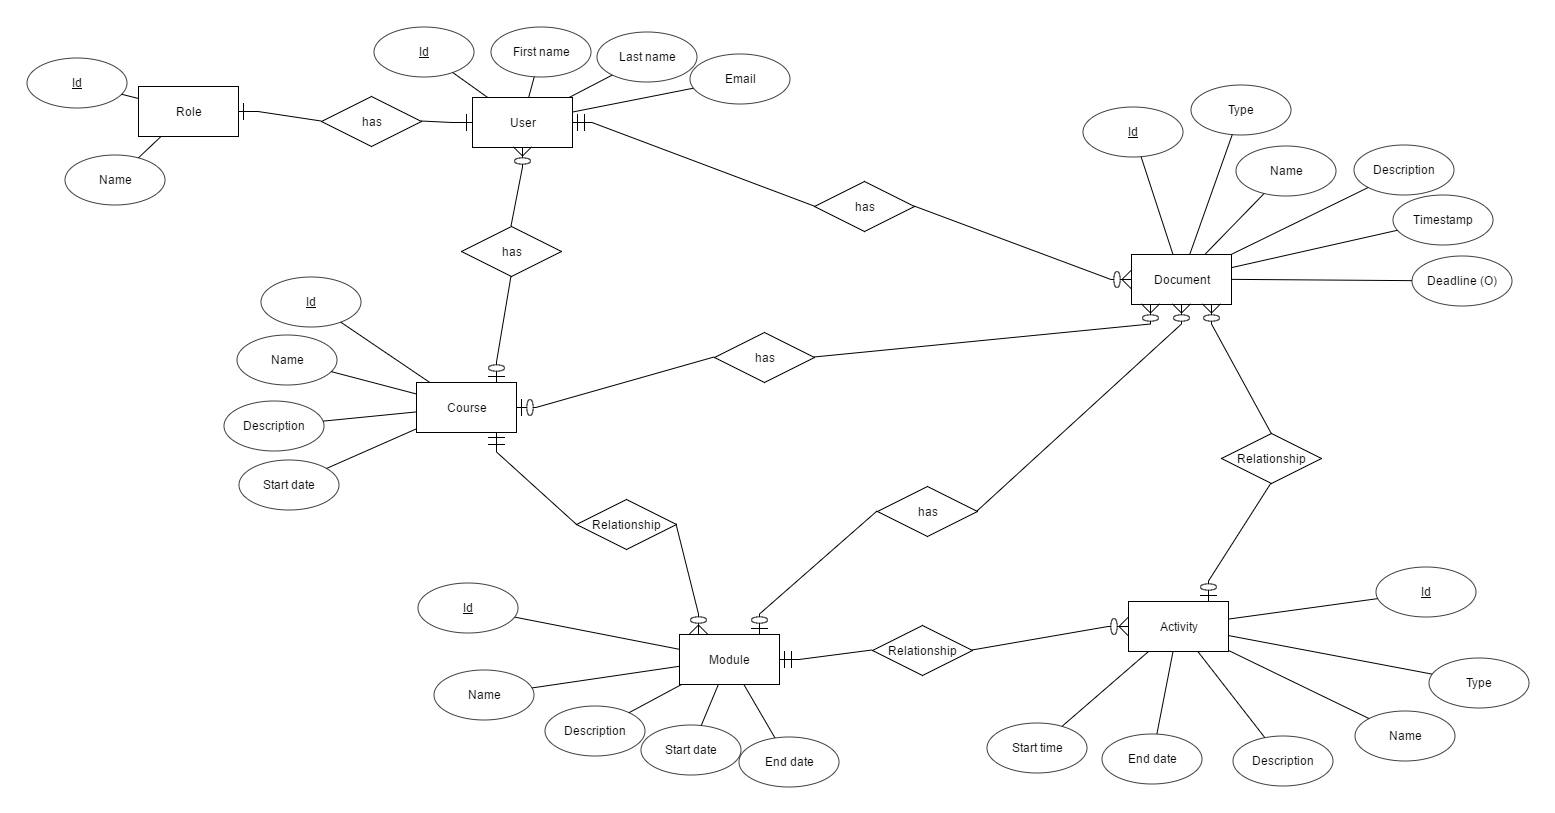 Id
First name
Last name
Email
Id
Role
has
User
Name
Id
Type
Name
Description
Timestamp
Deadline (O)
Document
has
has
Id
Name
Description
Start date
Course
has
Relationship
has
Relationship
Id
Name
Description
Start date
End date
Module
Relationship
Activity
Id
Type
Name
Description
End date
Start time